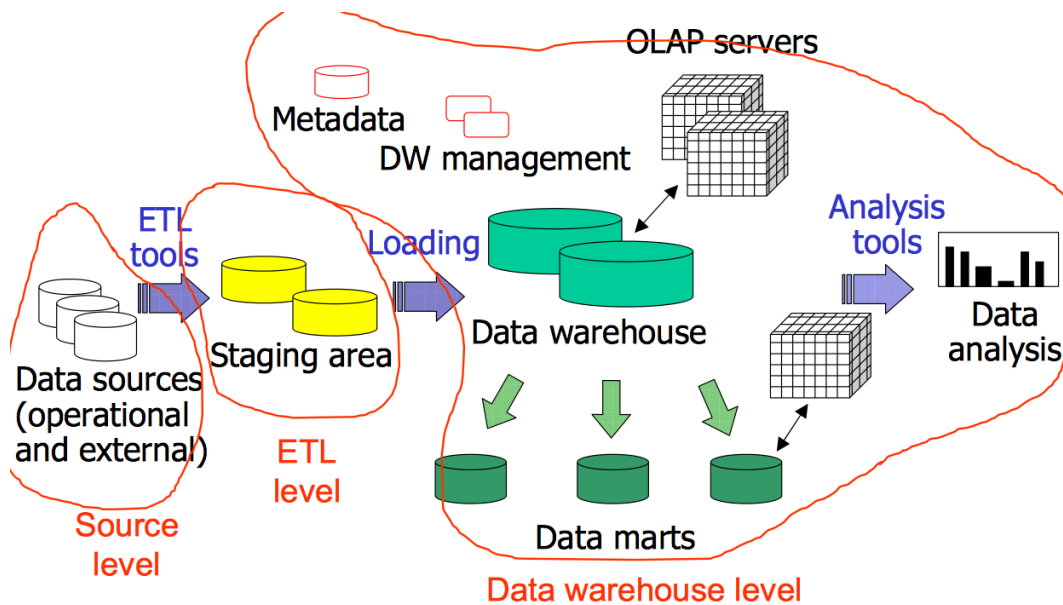 OLAP servers
Metadata
DW management
ETL
tools
Loading
Analysis
tools
Staging area
Data warehouse
Data
analysis
Data sources
(operational
and external)
ETL
level
Source
level
Data marts
Data warehouse level